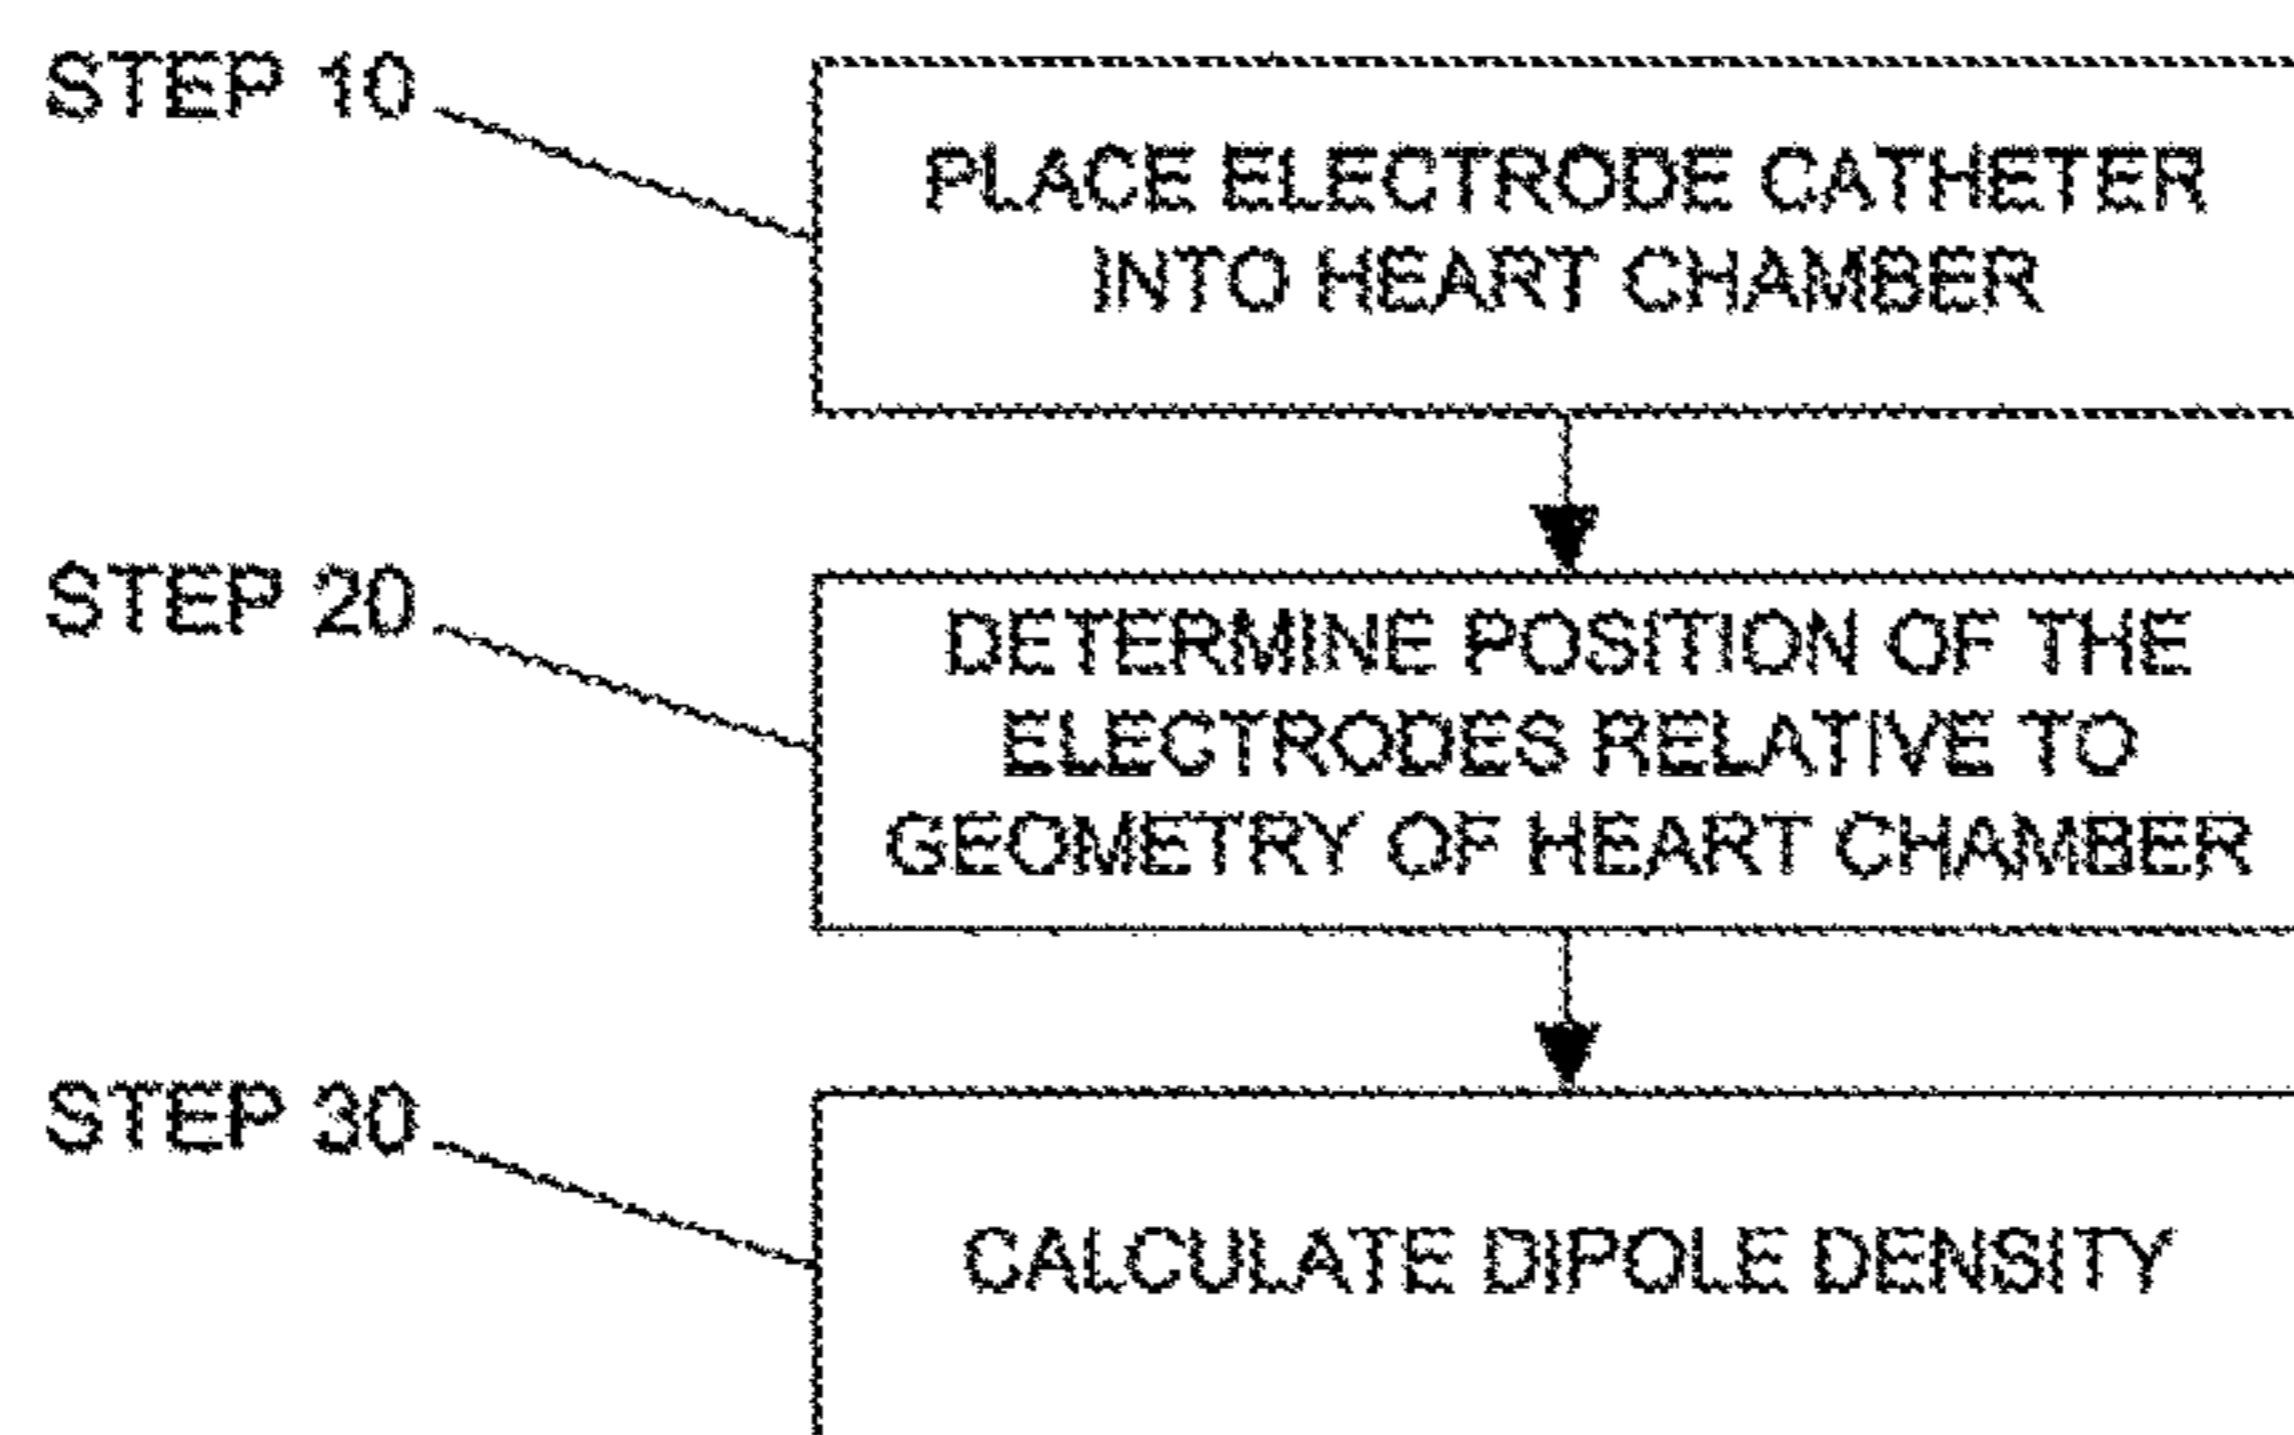 STEP 10
PLACE ELECTRODE CATHETER
INTO HEART CHAMBER
STEP 20
DETERMINE POSITION OF THE
ELECTRODES RELATIVE TO
GEOMETRY OF HEART CHAMBER
STEP 30
CALCULATE DIPOLE DENSITY